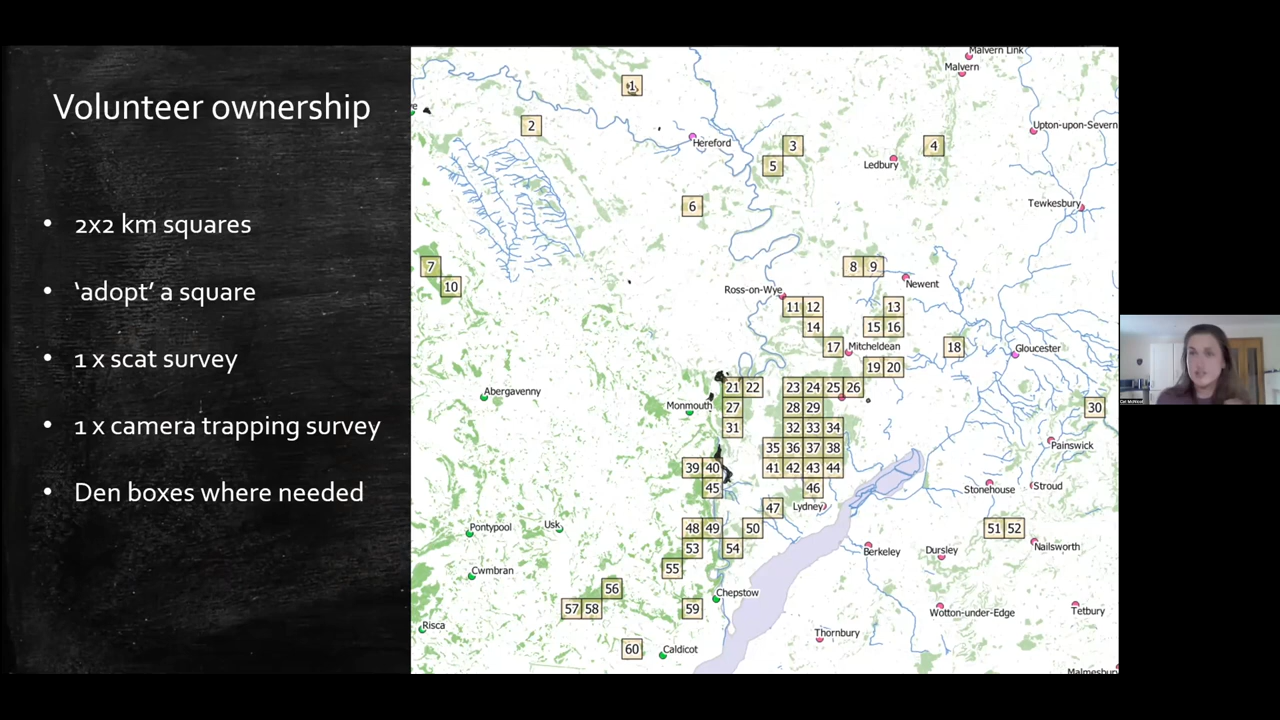 Volunteer ownership
• 2x2 km squares
• ‘adopt’ a square
• 1 x scat survey
• 1 x camera trapping survey
• Den boxes where needed
Malvern Link
Malvern
1
2
Upton-upon-Severn
Hereford
3
4
5
Ledbury
6
Tewkesbury
7
8 9
10
Newent
Ross-on-Wye
11 12
13
14
15 16
17
Mitcheldean
18
Gloucester
19 20
Abergavenny
21 22
23 24 25 26
Monmouth
27
28 29
30
31
32 33 34
Painswick
35 36 37 38
39 40
41 42 43 44
45
46
Stonehouse
Stroud
47
Lydney
Pontypool
Usk
48 49
50
51 52
53
54
Nailsworth
Berkeley
Dursley
Cwmbran
55
56
Chepstow
57 58
59
Wotton-under-Edge
Tetbury
Risca
Thornbury
60
Caldicot
Malmesbury